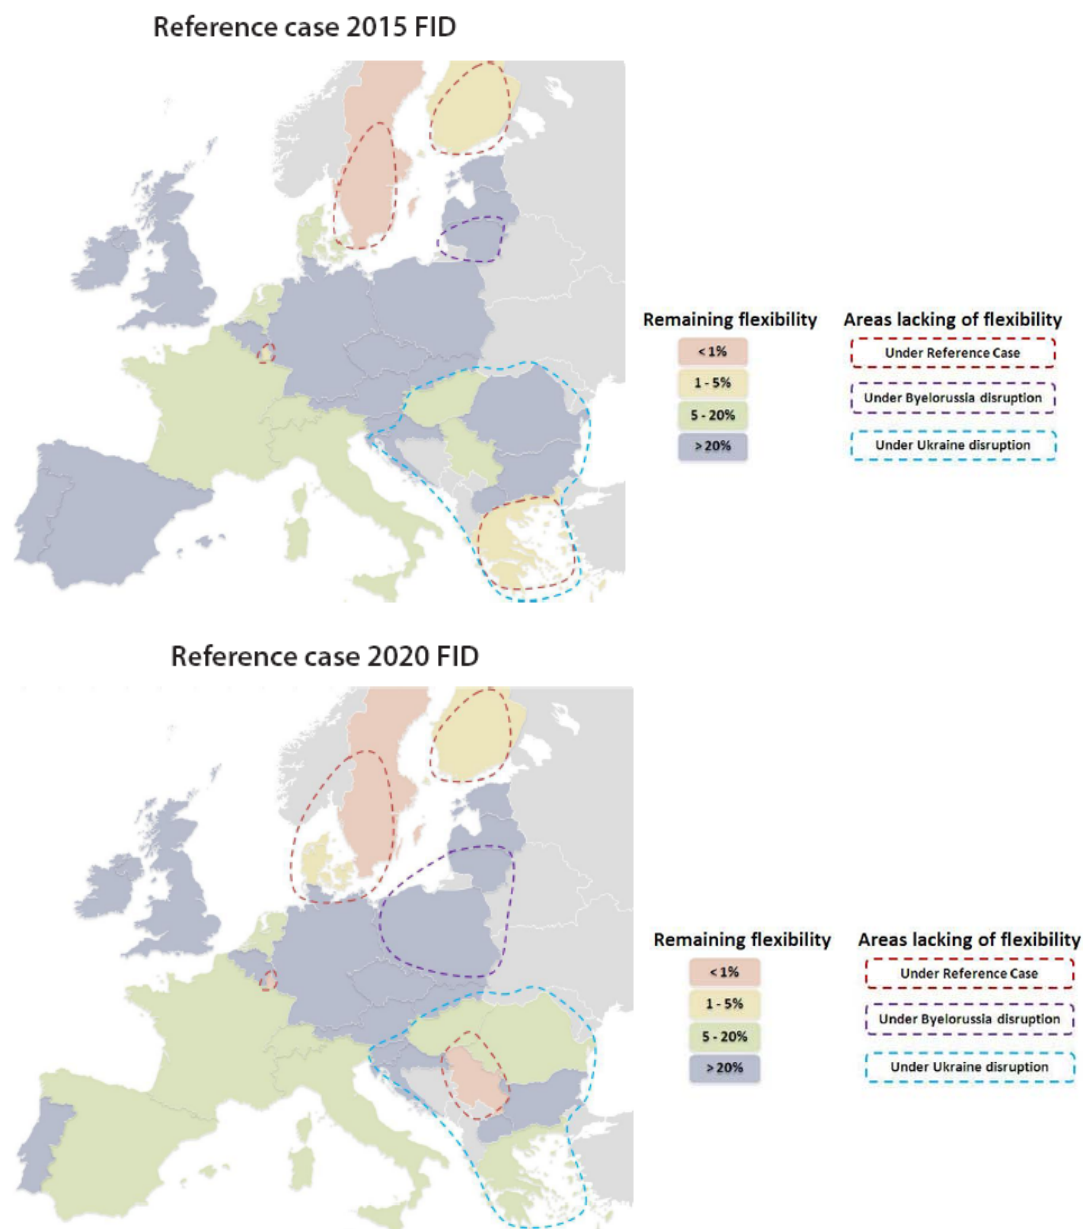 Reference case 2015 FID
Remaining flexibility
< 1%
1 - 5%
5 - 20%
> 20%
Areas lacking of flexibility
Under Reference Case
Under Byelorussia disruption
Under Ukraine disruption
Reference case 2020 FID
Remaining flexibility
< 1%
1 - 5%
5 - 20%
> 20%
Areas lacking of flexibility
Under Reference Case
Under Byelorussia disruption
Under Ukraine disruption